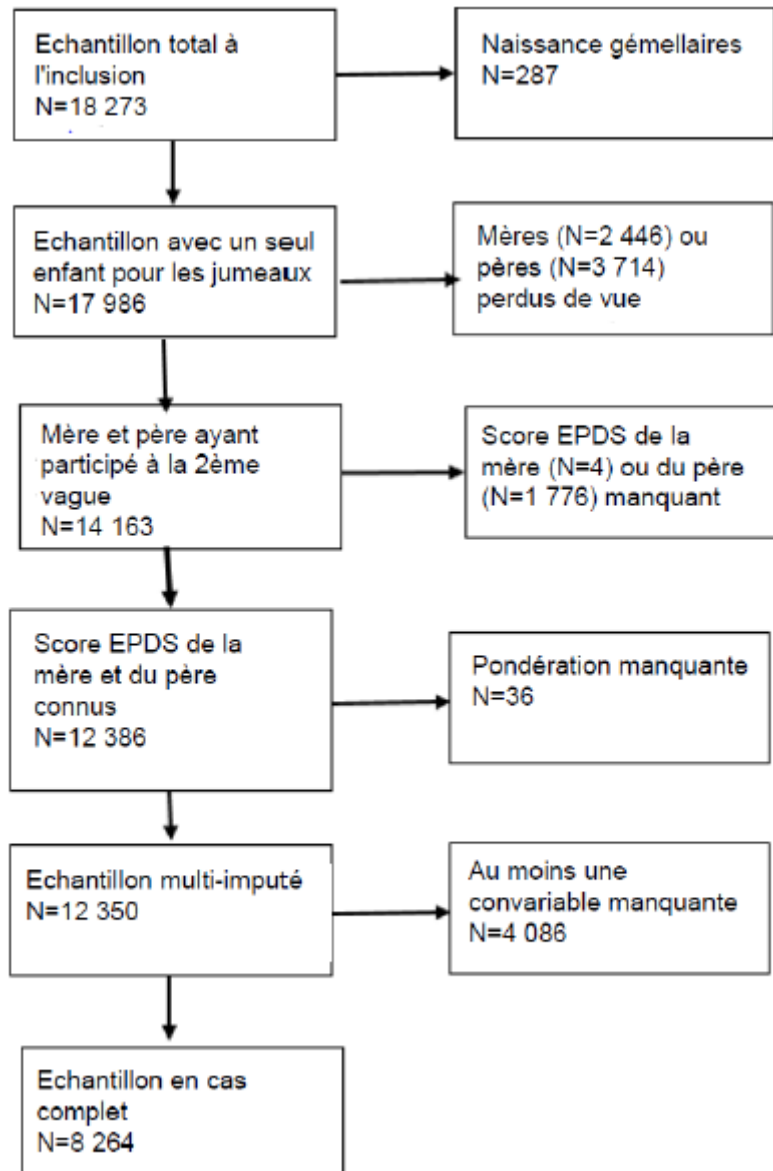 Echantillon total à
l'inclusion
N=18 273
Naissance gémellaires
N=287
Echantillon avec un seul
enfant pour les jumeaux
N=17 986
Mères (N=2 446) ou
pères (N=3 714)
perdus de vue
Mère et père ayant
participé à la 2ème
vague
N=14 163
Score EPDS de la
mère (N=4) ou du père
(N=1 776) manquant
Score EPDS de la
mère et du père
connus
N=12 386
Pondération manquante
N=36
Echantillon multi-imputé
N=12 350
Au moins une
convariable manquante
N=4 086
Echantillon en cas
complet
N=8 264